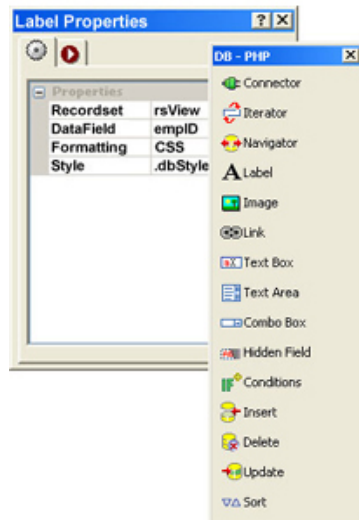 Label Properties
Properties
Recordset rsView
DataField empID
Formatting CSS
Style .dbStyle
DB - PHP
Connector
Iterator
Navigator
A Label
Image
Link
Text Box
Text Area
Combo Box
Hidden Field
IF Conditions
Insert
Delete
Update
Sort